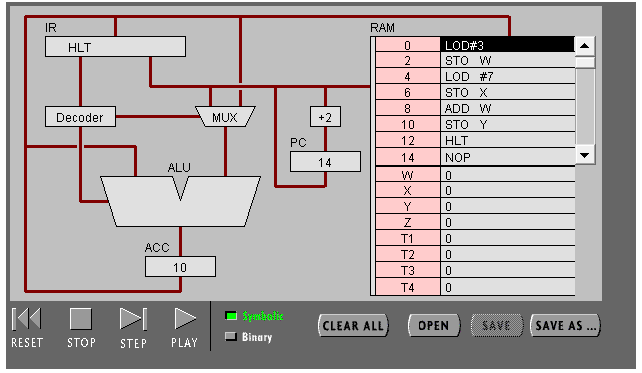 IR
HLT
Decoder
MUX
+2
PC
14
ALU
ACC
10
RAM
0 LOD#3
2 STO W
4 LOD #7
6 STO X
8 ADD W
10 STO Y
12 HLT
14 NOP
W 0
X 0
Y 0
Z 0
T1 0
T2 0
T3 0
T4 0
RESET STOP STEP PLAY
Symbolic
Binary
CLEAR ALL OPEN SAVE SAVE AS ...